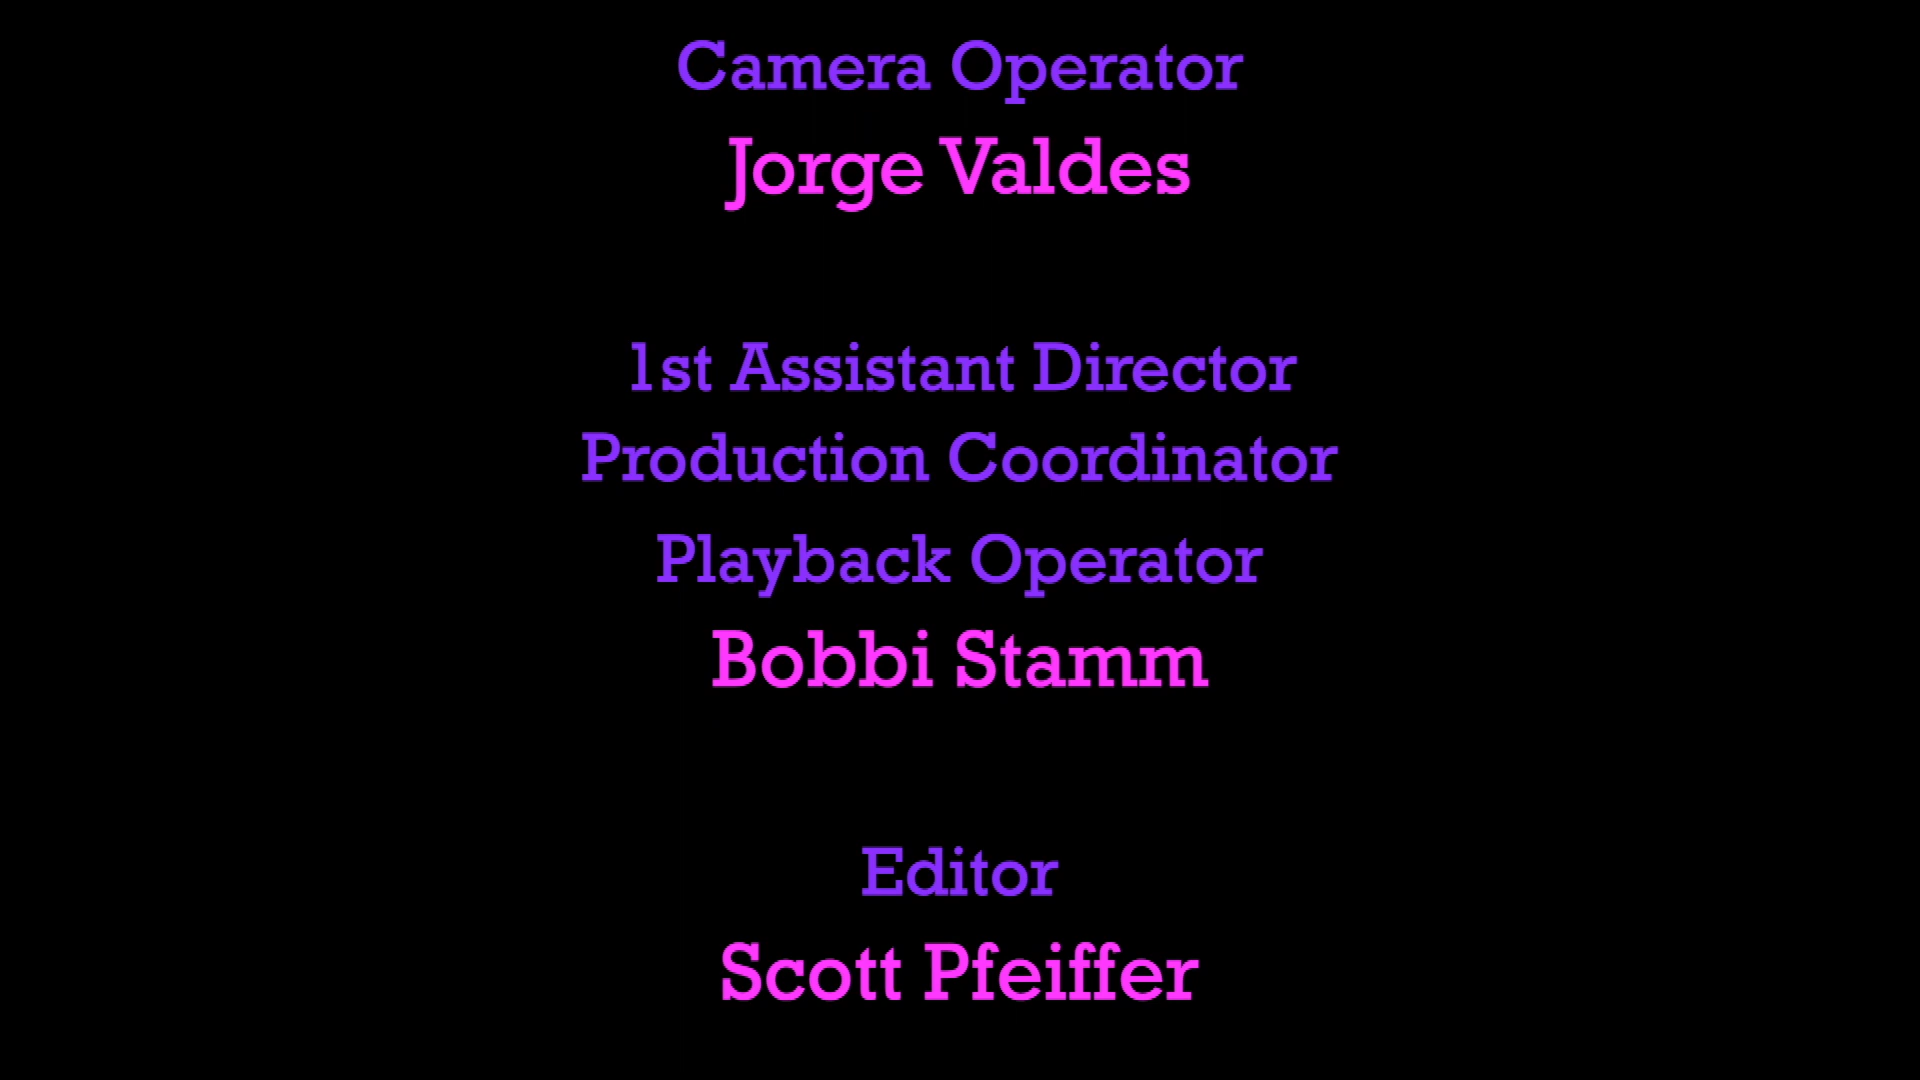 Camera Operator
Jorge Valdes
1st Assistant Director
Production Coordinator
Playback Operator
Bobbi Stamm
Editor
Scott Pfeiffer